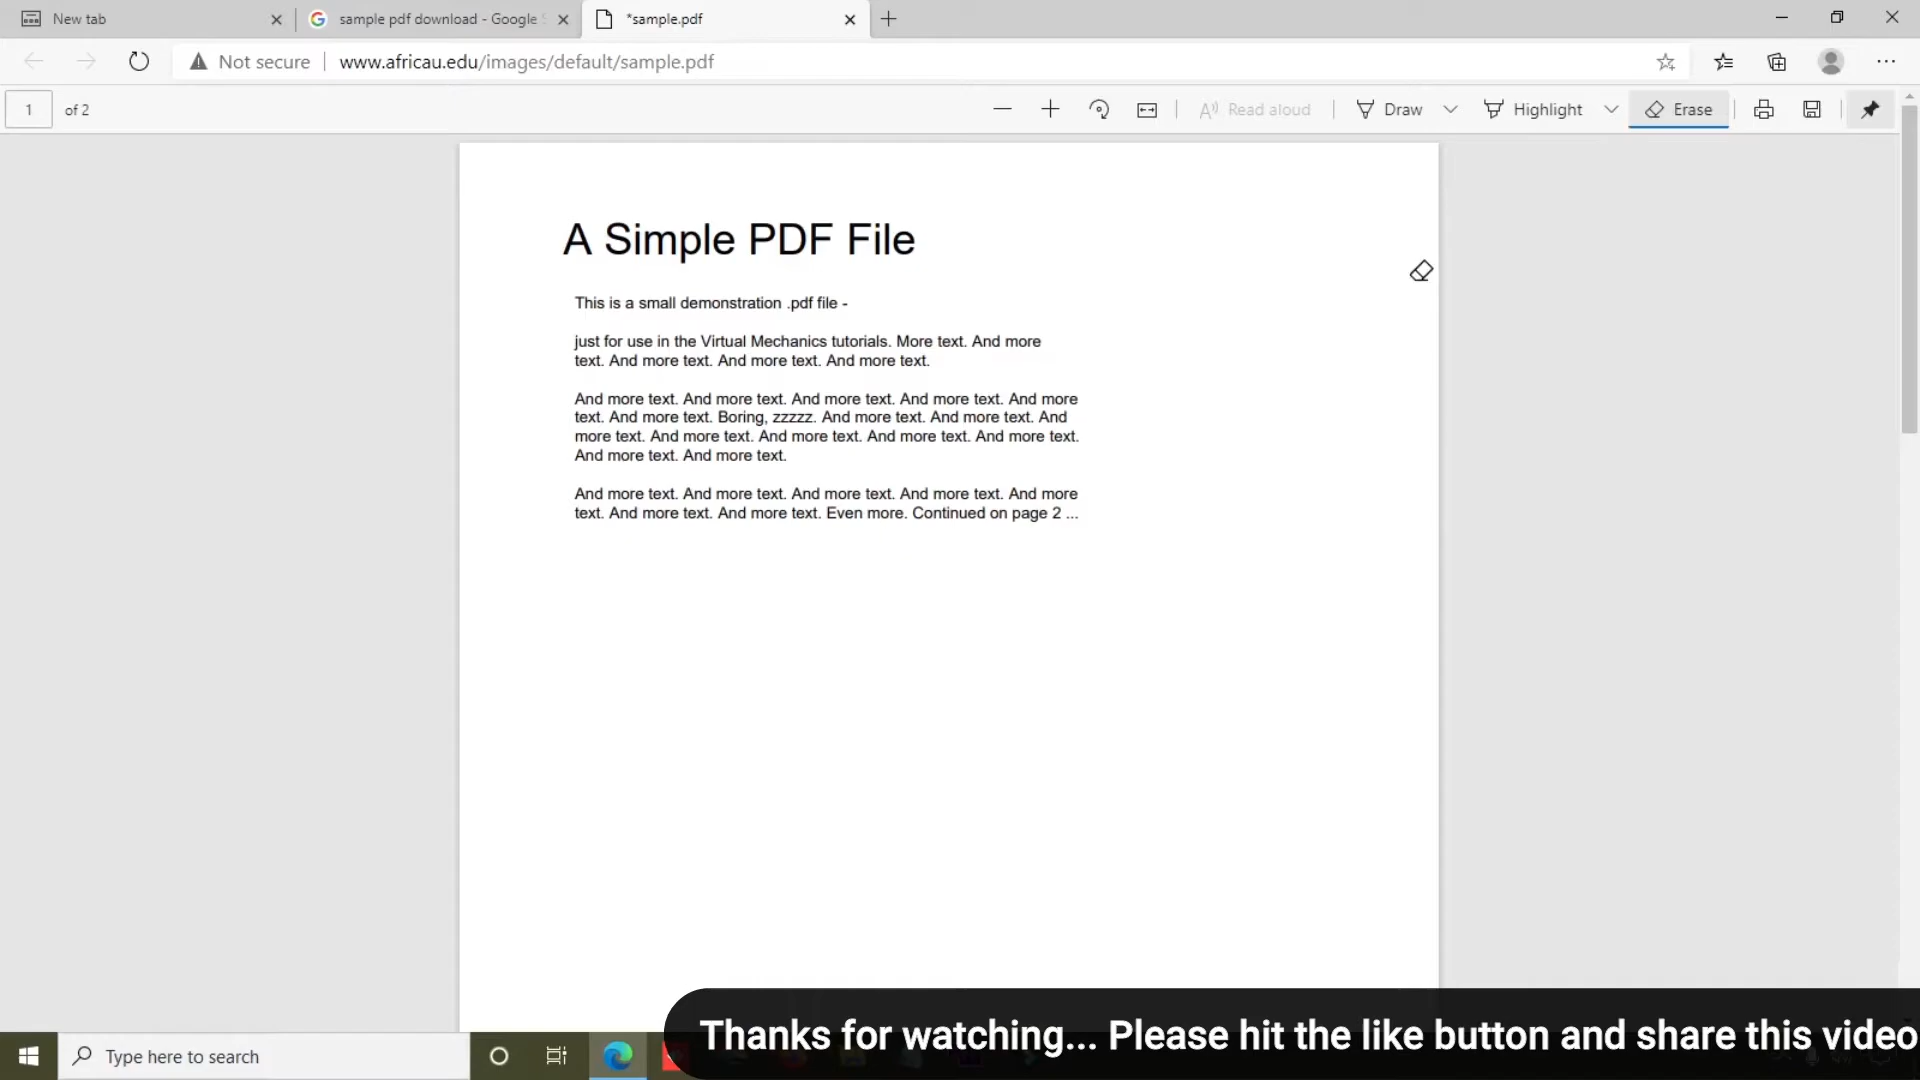 New tab
sample pdf download - Google
*sample.pdf
Not secure
www.africau.edu/images/default/sample.pdf
1 of 2
Read aloud
Draw
Highlight
Erase
A Simple PDF File
This is a small demonstration .pdf file -
just for use in the Virtual Mechanics tutorials. More text. And more
text. And more text. And more text. And more text.
And more text. And more text. And more text. And more text. And more
text. And more text. Boring, zzzzz. And more text. And more text. And
more text. And more text. And more text. And more text. And more text.
And more text. And more text.
And more text. And more text. And more text. And more text. And more
text. And more text. And more text. Even more. Continued on page 2 ...
Thanks for watching... Please hit the like button and share this video
Type here to search